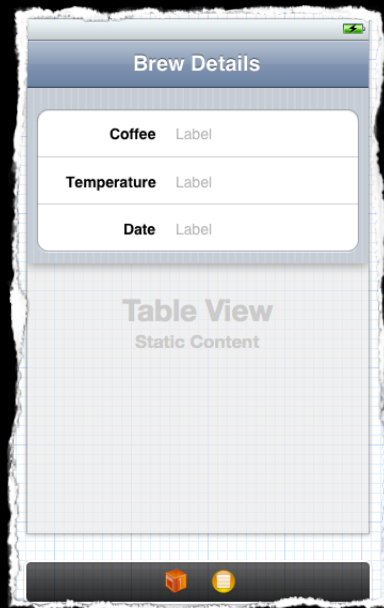 Brew Details
Coffee Label
Temperature Label
Date Label
Table View
Static Content